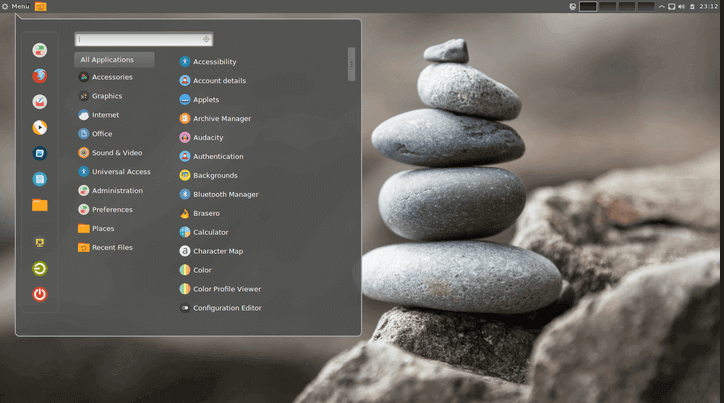 Menu
23:12
All Applications
Accessories
Graphics
Internet
Office
Sound & Video
Universal Access
Administration
Preferences
Places
Recent Files
Accessibility
Account details
Applets
Archive Manager
Audacity
Authentication
Backgrounds
Bluetooth Manager
Brasero
Calculator
Character Map
Color
Color Profile Viewer
Configuration Editor